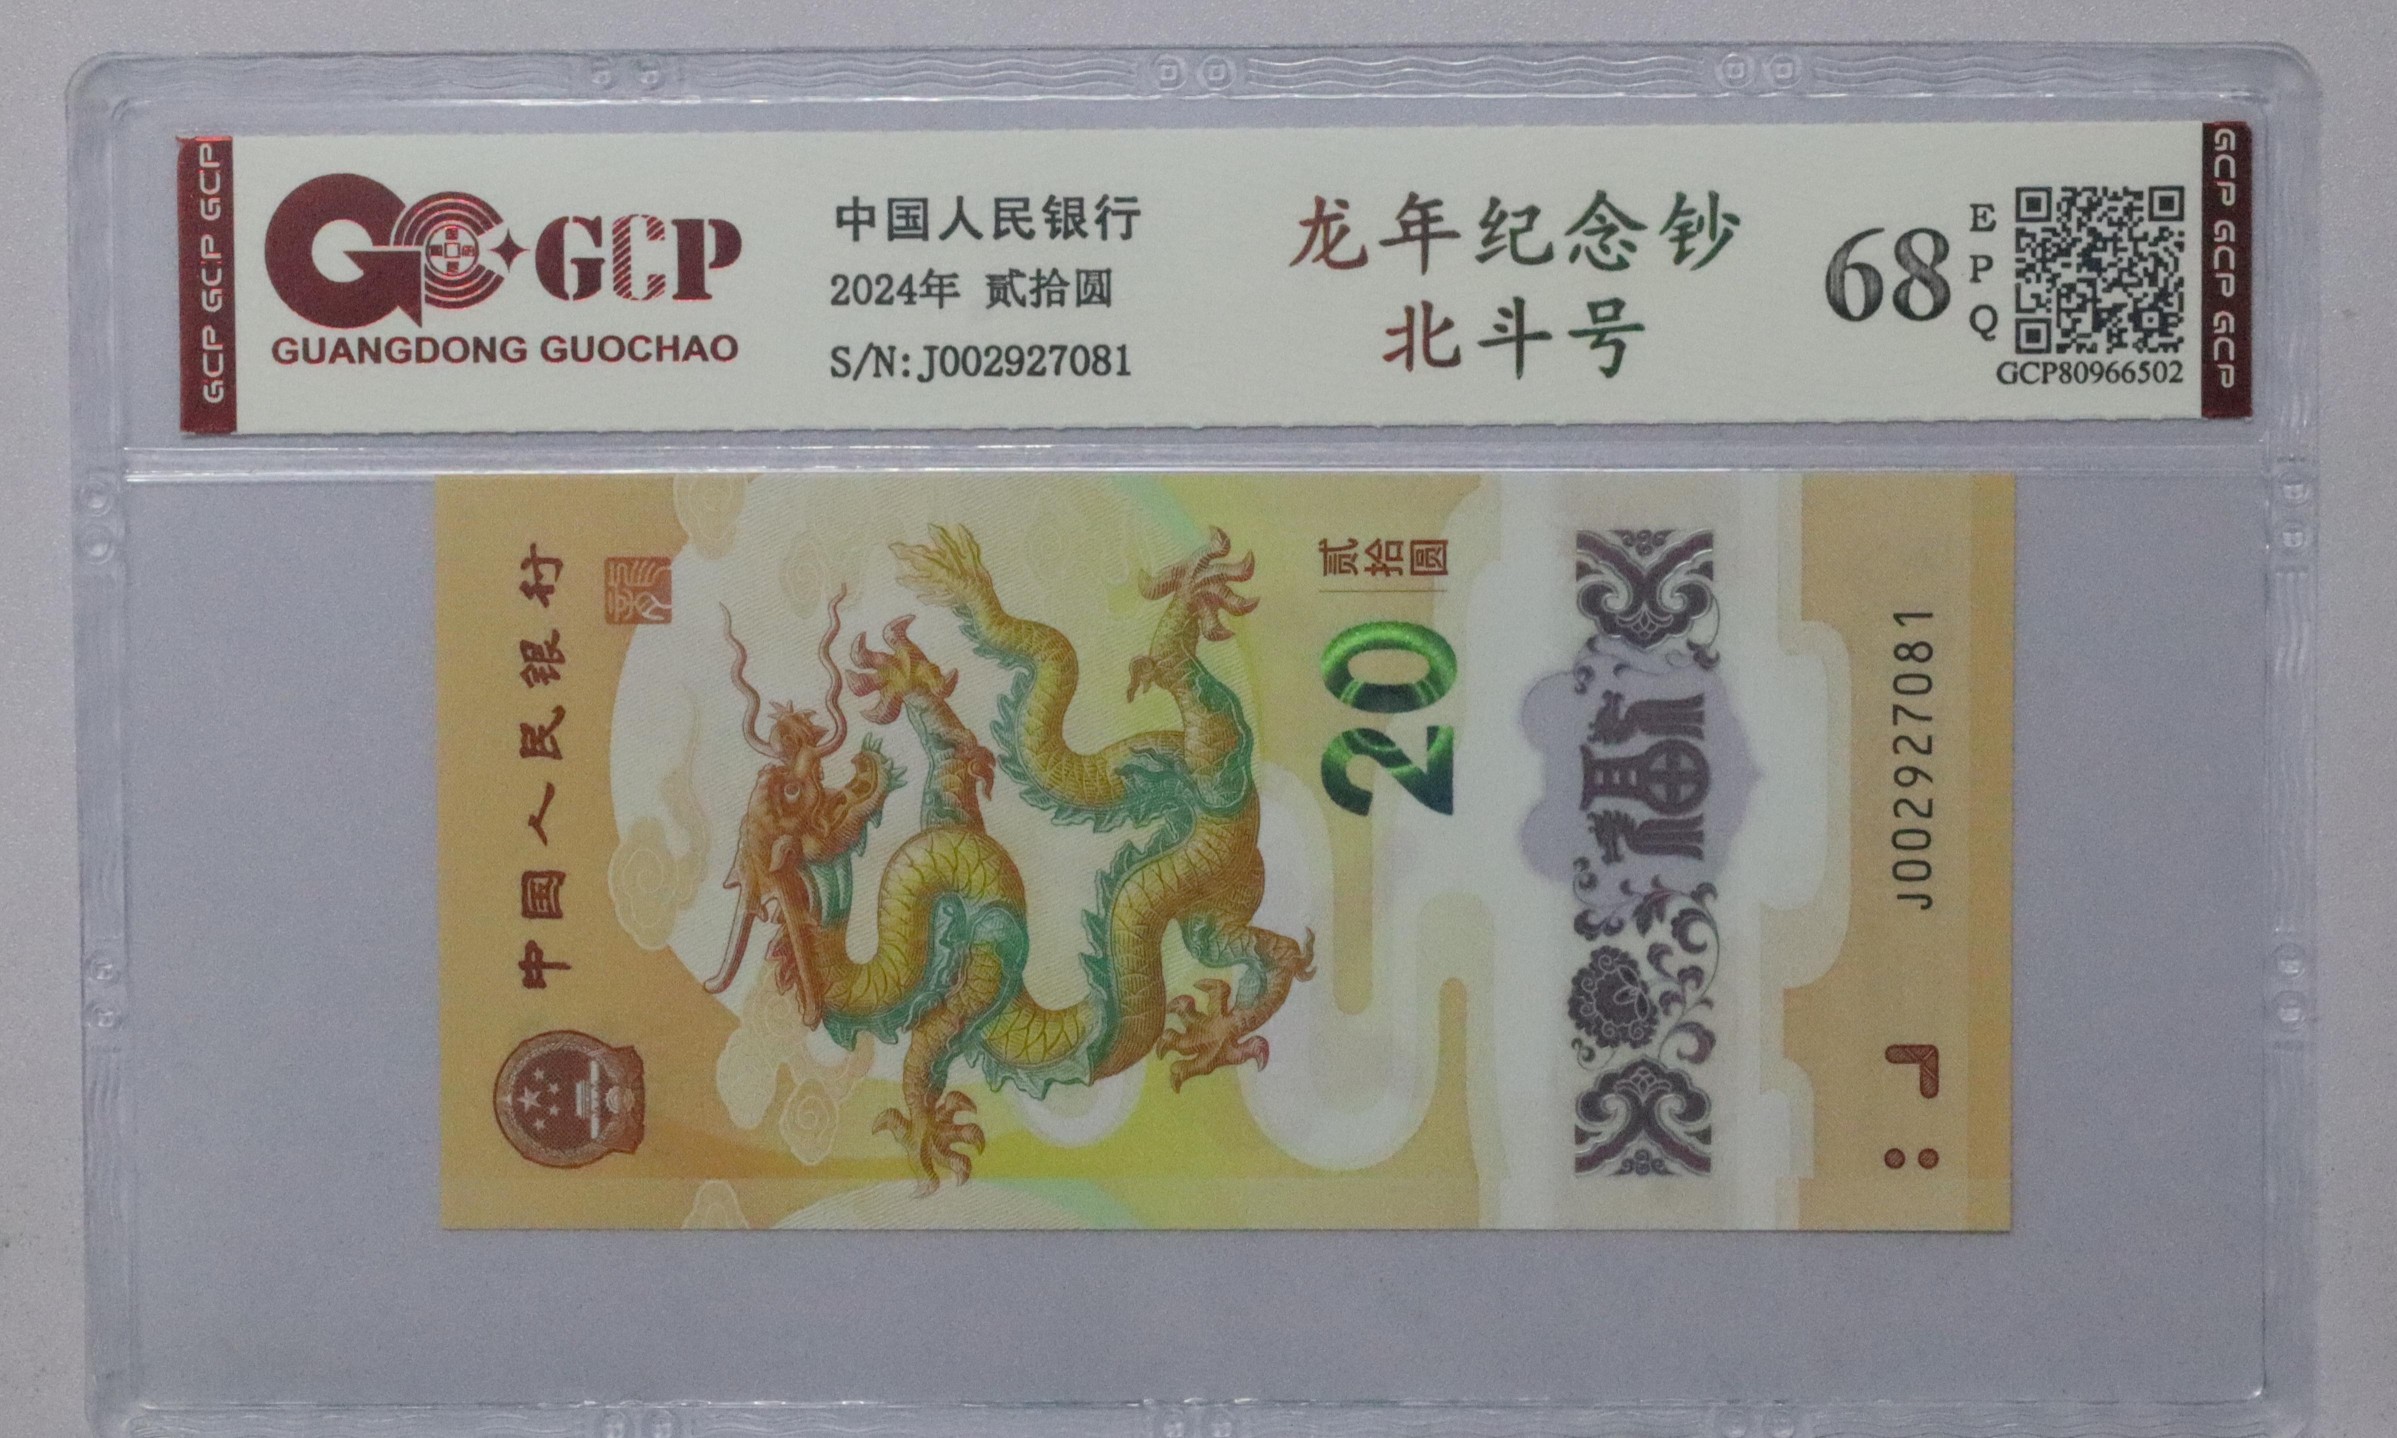 GCP GCP GCP
GCP
GUANGDONG GUOCHAO
中国人民银行
2024年 贰拾圆
S/N:J002927081
龙年纪念钞
北斗号
68
EPQ
GCP80966502
GCP GCP GCP
中国人民银行
贰拾圆
20
J002927081